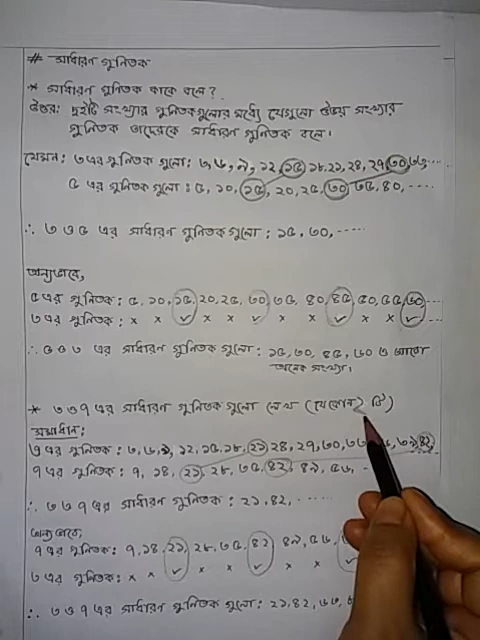 # সাধারণ গুনিতক
* সাধারণ গুনিতক কাকে বলে?
উত্তর: দুইটি সংখ্যার গুনিতকগুলোর মধ্যে যেগুলো উভয় সংখ্যার
গুনিতক তাদেরকে সাধারণ গুনিতক বলে।
যেমন: ৩ এর গুনিতক গুলো: ৩,৬,৯,১২,১৫,১৮,২১,২৪,২৭,৩০,৩৩,....
৫ এর গুনিতক গুলো: ৫,১০,১৫,২০,২৫,৩০,৩৫,৪০,....
∴ ৩ ও ৫ এর সাধারণ গুনিতক গুলো: ১৫,৩০,.....
অন্যভাবে,
৫ এর গুনিতক: ৫,১০,১৫,২০,২৫,৩০,৩৫,৪০,৪৫,৫০,৫৫,৬০...
৩ এর গুনিতক: × × ✓ × × ✓ × × ✓ × × ✓
∴ ৫ ও ৩ এর সাধারণ গুনিতক গুলো: ১৫,৩০,৪৫,৬০ ও আরো
অনেক সংখ্যা।
* ৩ ও ৭ এর সাধারণ গুনিতক গুলো লেখ (যেকোন ২ টি)
সমাধান:
৩ এর গুনিতক গুলো: ৩,৬,৯,১২,১৫,১৮,২১,২৪,২৭,৩০,৩৩,৩৬,৩৯,৪২
৭ এর গুনিতক গুলো: ৭,১৪,২১,২৮,৩৫,৪২,৪৯,৫৬,
∴ ৩ ও ৭ এর সাধারণ গুনিতক গুলো: ২১,৪২,......
অন্যভাবে,
৭ এর গুনিতক গুলো: ৭,১৪,২১,২৮,৩৫,৪২,৪৯,৫৬,
৩ এর গুনিতক: × × ✓ × × ✓ × × ✓
∴ ৩ ও ৭ এর সাধারণ গুনিতক গুলো: ২১,৪২,৬৩,